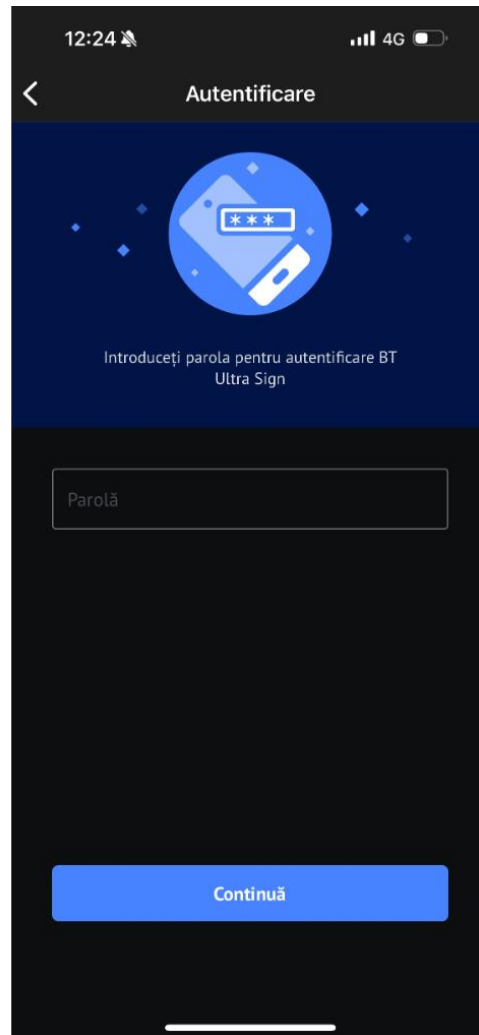 12:24 4G
Autentificare
***
Introduceți parola pentru autentificare BT
Ultra Sign
Parolă
Continuă